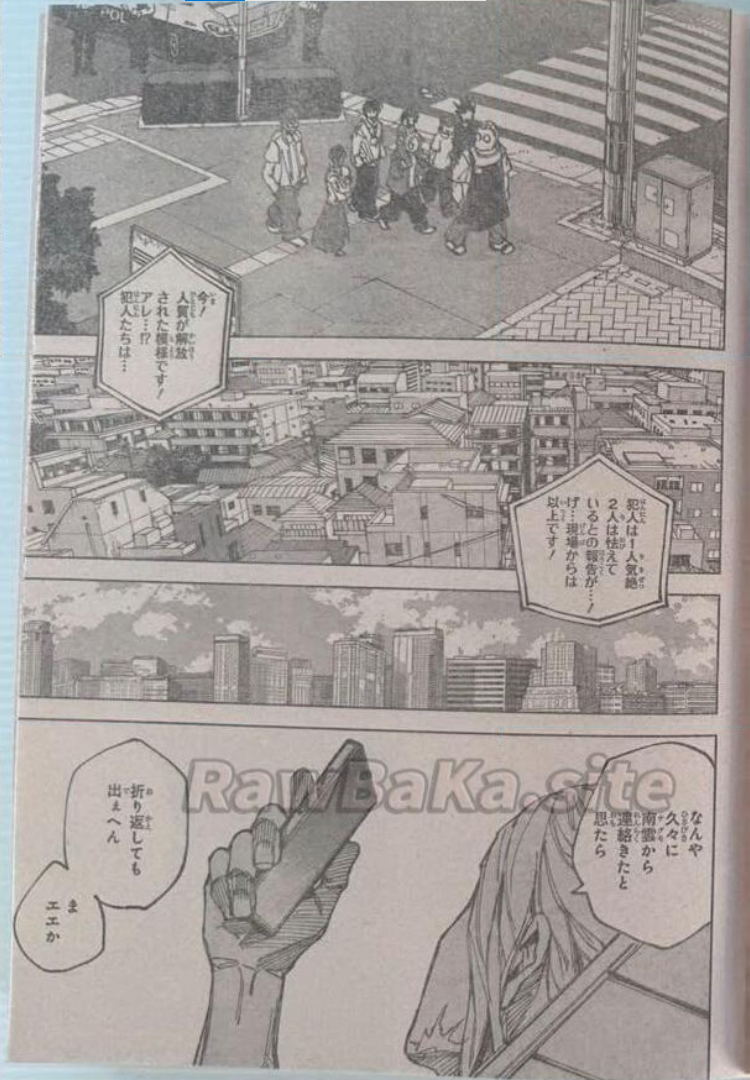 今!
人質が解放
された模様です!
アレ…!?
犯人たちは…
犯人は1人気絶
2人は怯えて
いるとの報告が…!
げ…現場からは
以上です!
なんや
久々に
南雲から
連絡きたと
思たら
折り返しても
出ぇへん
ま
エエか
RawBaKa.site